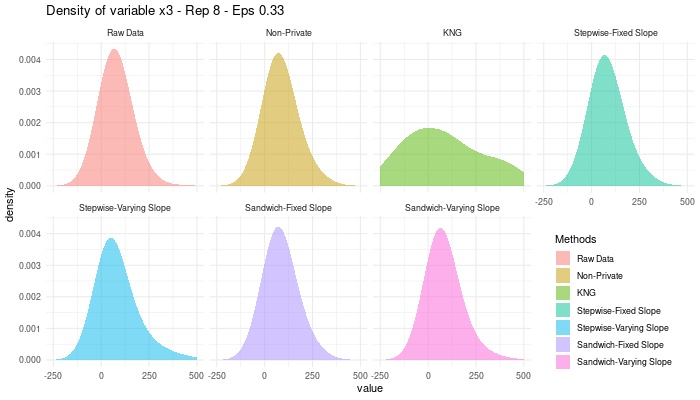 Density of variable x3 - Rep 8 - Eps 0.33
Raw Data
Non-Private
KNG
Stepwise-Fixed Slope
0.004
0.003
0.002
0.001
0.000
-250 0 250 500
density
Stepwise-Varying Slope
Sandwich-Fixed Slope
Sandwich-Varying Slope
0.004
0.003
0.002
0.001
0.000
-250 0 250 500
-250 0 250 500
-250 0 250 500
value
Methods
Raw Data
Non-Private
KNG
Stepwise-Fixed Slope
Stepwise-Varying Slope
Sandwich-Fixed Slope
Sandwich-Varying Slope